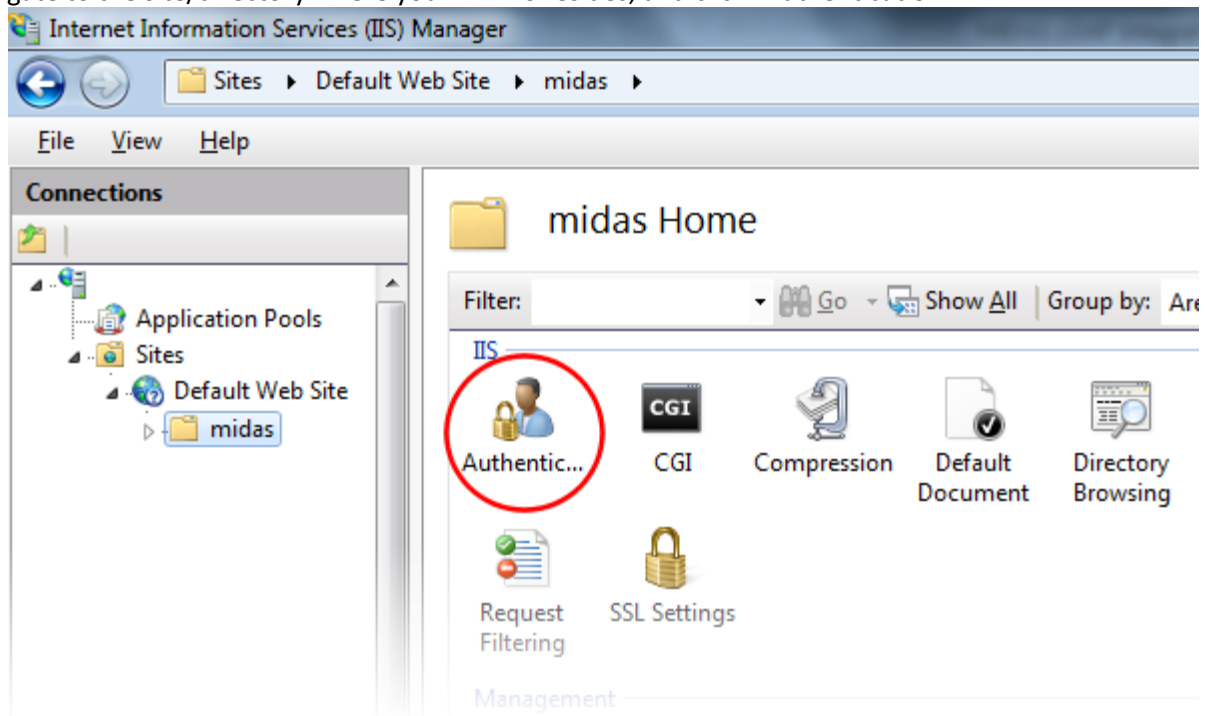 Internet Information Services (IIS) Manager
Sites Default Web Site midas
File View Help
Connections
midas Home
Application Pools
Sites
Default Web Site
midas
Filter: Go Show All Group by: Are
IIS
Authentic...
CGI
CGI
Compression
Default
Document
Directory
Browsing
Request
Filtering
SSL Settings
Management